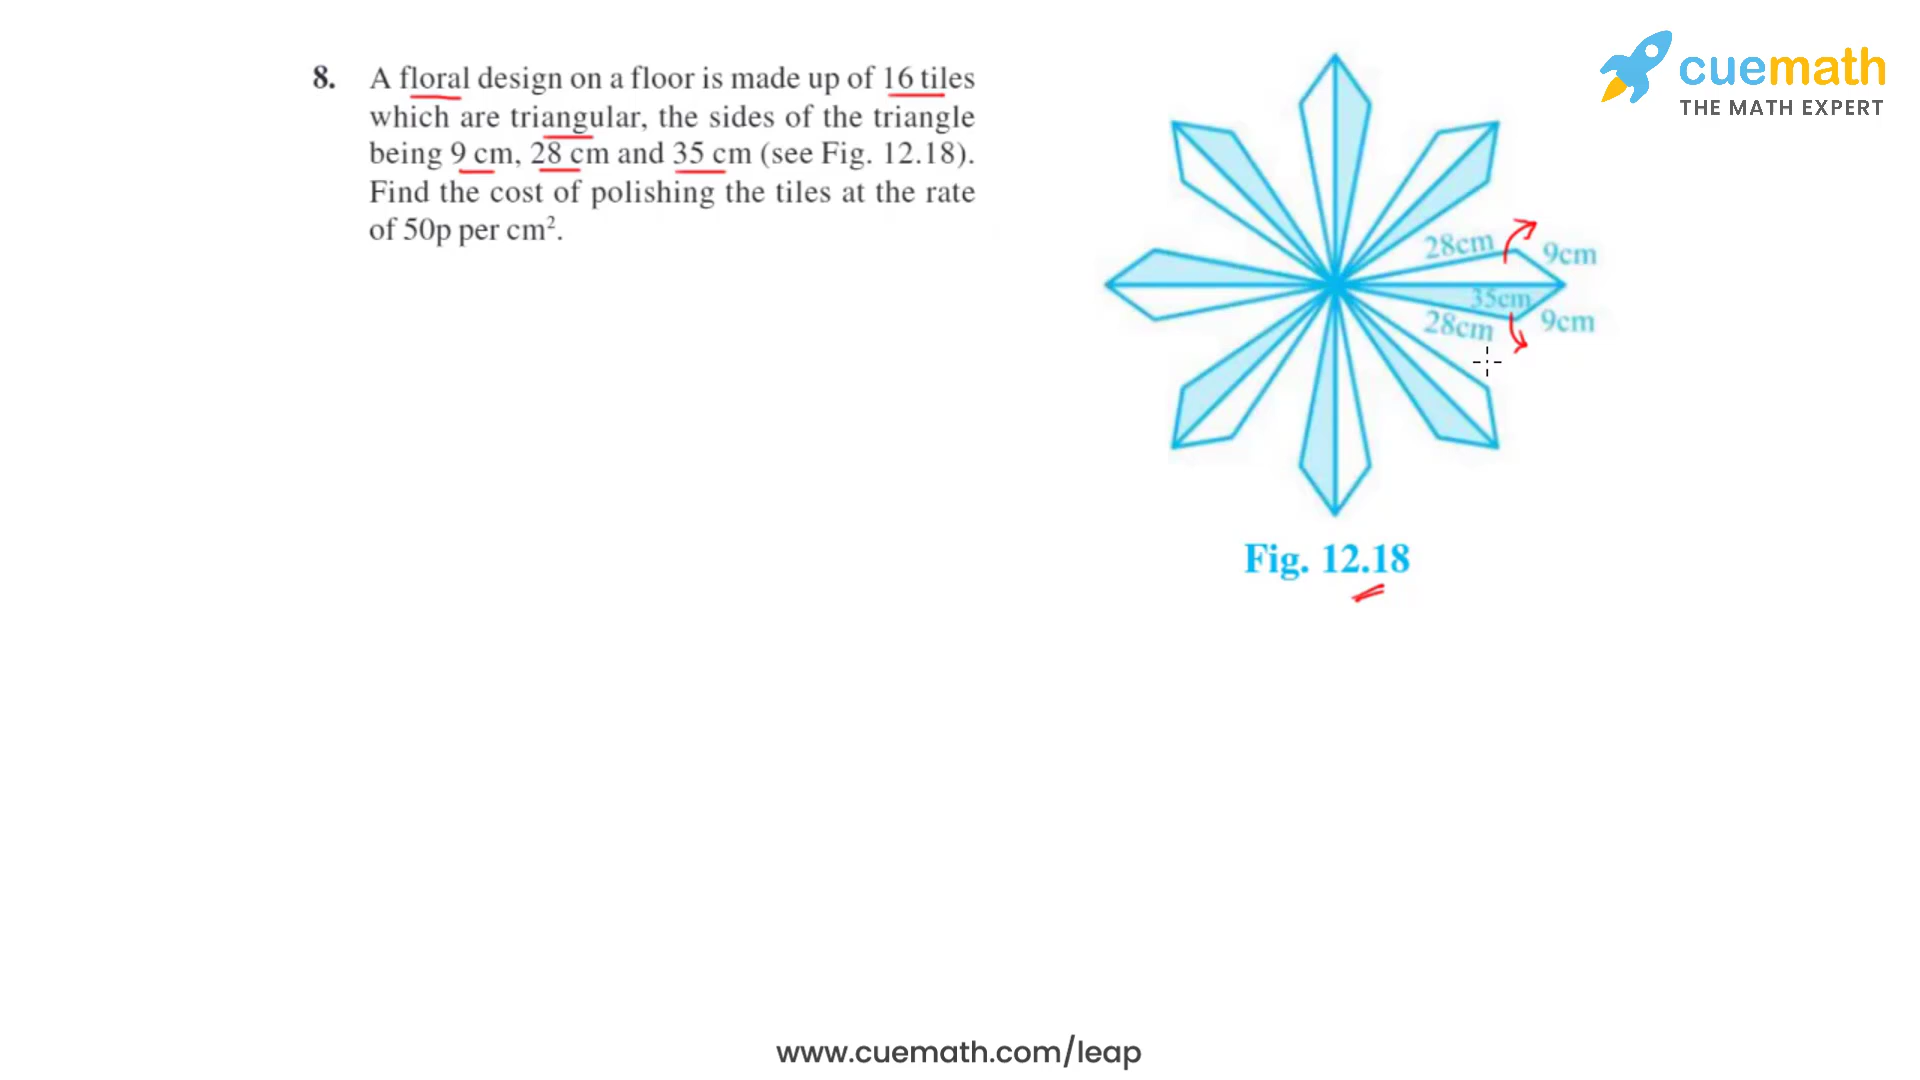 cuemath
THE MATH EXPERT
8. A floral design on a floor is made up of 16 tiles
which are triangular, the sides of the triangle
being 9 cm, 28 cm and 35 cm (see Fig. 12.18).
Find the cost of polishing the tiles at the rate
of 50p per cm².
28cm
9cm
35cm
28cm
9cm
Fig. 12.18
www.cuemath.com/leap